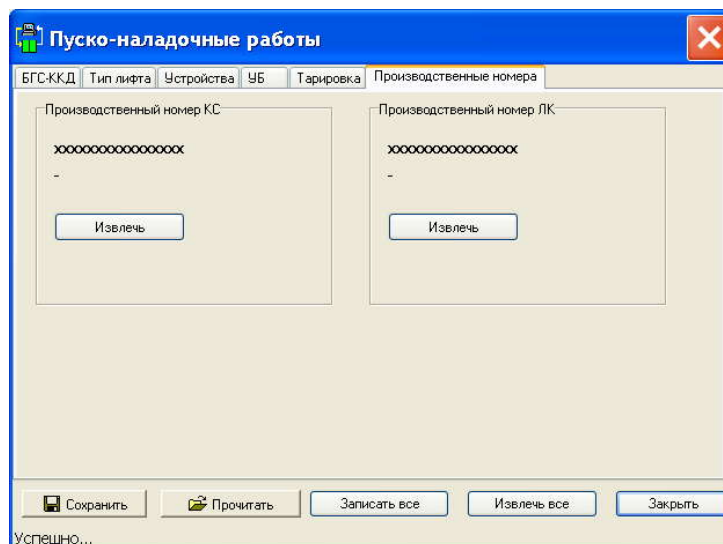 Пуско-наладочные работы
БГС-ККД Тип лифта Устройства УБ Тарировка Производственные номера
Производственный номер КС Производственный номер ЛК
xxxxxxxxxxxxxxxx xxxxxxxxxxxxxxxx
- -
Извлечь Извлечь
Сохранить Прочитать Записать все Извлечь все Закрыть
Успешно...